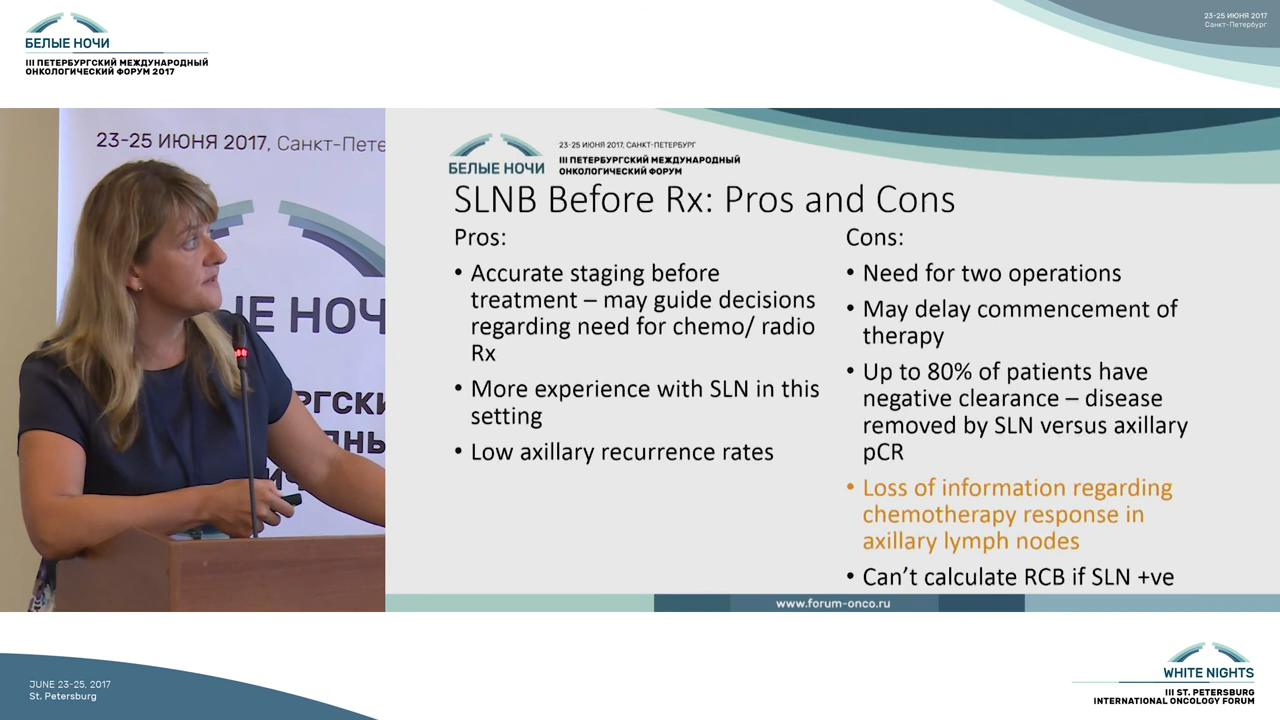 БЕЛЫЕ НОЧИ
III ПЕТЕРБУРГСКИЙ МЕЖДУНАРОДНЫЙ
ОНКОЛОГИЧЕСКИЙ ФОРУМ 2017
23-25 ИЮНЯ 2017
Санкт-Петербург
23-25 ИЮНЯ 2017, Санкт-Пете
ЫЕ НОЧ
РГСКИ
БЕЛЫЕ НОЧИ
23-25 ИЮНЯ 2017, САНКТ-ПЕТЕРБУРГ
III ПЕТЕРБУРГСКИЙ МЕЖДУНАРОДНЫЙ
ОНКОЛОГИЧЕСКИЙ ФОРУМ
SLNB Before Rx: Pros and Cons
Pros:
• Accurate staging before
treatment – may guide decisions
regarding need for chemo/ radio
Rx
• More experience with SLN in this
setting
• Low axillary recurrence rates
Cons:
• Need for two operations
• May delay commencement of
therapy
• Up to 80% of patients have
negative clearance – disease
removed by SLN versus axillary
pCR
• Loss of information regarding
chemotherapy response in
axillary lymph nodes
• Can't calculate RCB if SLN +ve
www.forum-onco.ru
JUNE 23-25, 2017
St. Petersburg
WHITE NIGHTS
III ST. PETERSBURG
INTERNATIONAL ONCOLOGY FORUM